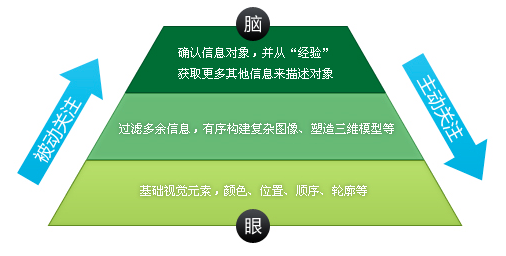 脑
确认信息对象，并从“经验”
获取更多其他信息来描述对象
被动关注
主动关注
过滤多余信息，有序构建复杂图像、塑造三维模型等
基础视觉元素，颜色、位置、顺序、轮廓等
眼